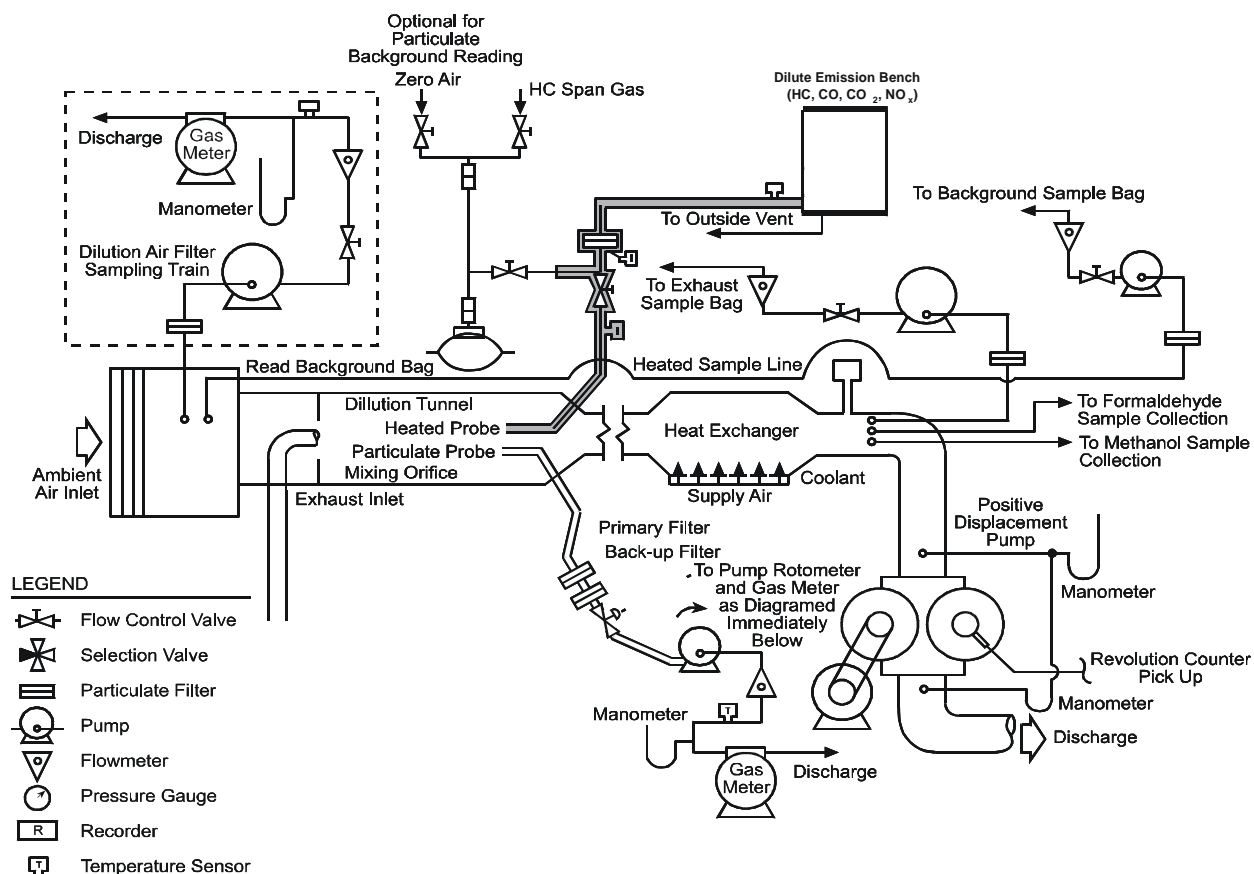 Optional for
Particulate
Background Reading
Zero Air
HC Span Gas
Dilute Emission Bench
(HC, CO, CO 2, NO x)
Discharge
Gas
Meter
Manometer
Dilution Air Filter
Sampling Train
To Outside Vent
To Background Sample Bag
To Exhaust
Sample Bag
Read Background Bag
Heated Sample Line
Dilution Tunnel
Heated Probe
Particulate Probe
Mixing Orifice
Exhaust Inlet
Ambient
Air Inlet
Heat Exchanger
Supply Air
Coolant
To Formaldehyde
Sample Collection
To Methanol Sample
Collection
Positive
Displacement
Pump
Manometer
Primary Filter
Back-up Filter
To Pump Rotometer
and Gas Meter
as Diagramed
Immediately
Below
Revolution Counter
Pick Up
Manometer
Discharge
Manometer
T
Gas
Meter
Discharge
LEGEND
Flow Control Valve
Selection Valve
Particulate Filter
Pump
Flowmeter
Pressure Gauge
R
Recorder
T
Temperature Sensor